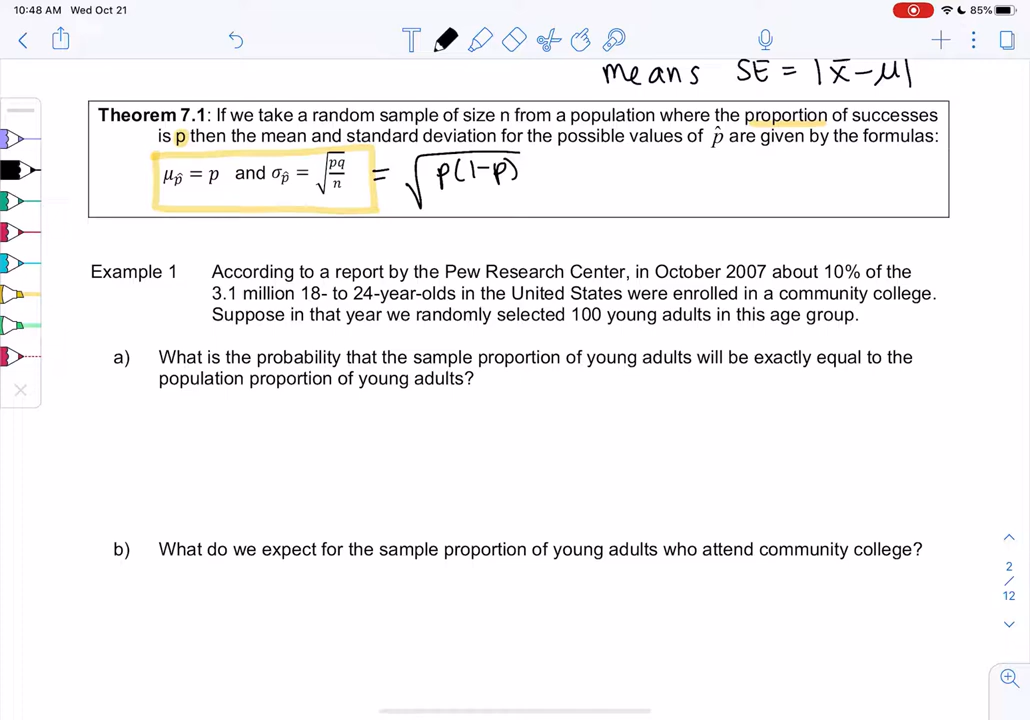 10:48 AM Wed Oct 21
85%
means SE = |x̄ - μ|
Theorem 7.1: If we take a random sample of size n from a population where the proportion of successes
is p then the mean and standard deviation for the possible values of p̂ are given by the formulas:
μp̂ = p and σp̂ = √(pq/n) = √p(1-p)
Example 1 According to a report by the Pew Research Center, in October 2007 about 10% of the
3.1 million 18- to 24-year-olds in the United States were enrolled in a community college.
Suppose in that year we randomly selected 100 young adults in this age group.
a) What is the probability that the sample proportion of young adults will be exactly equal to the
population proportion of young adults?
b) What do we expect for the sample proportion of young adults who attend community college?
2
/
12